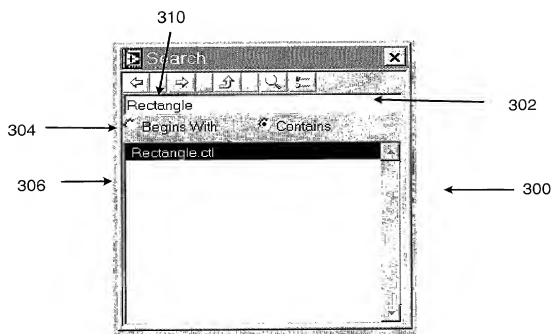 310
Search
Rectangle
302
304
Begins With
Contains
Rectangle.ctl
306
300